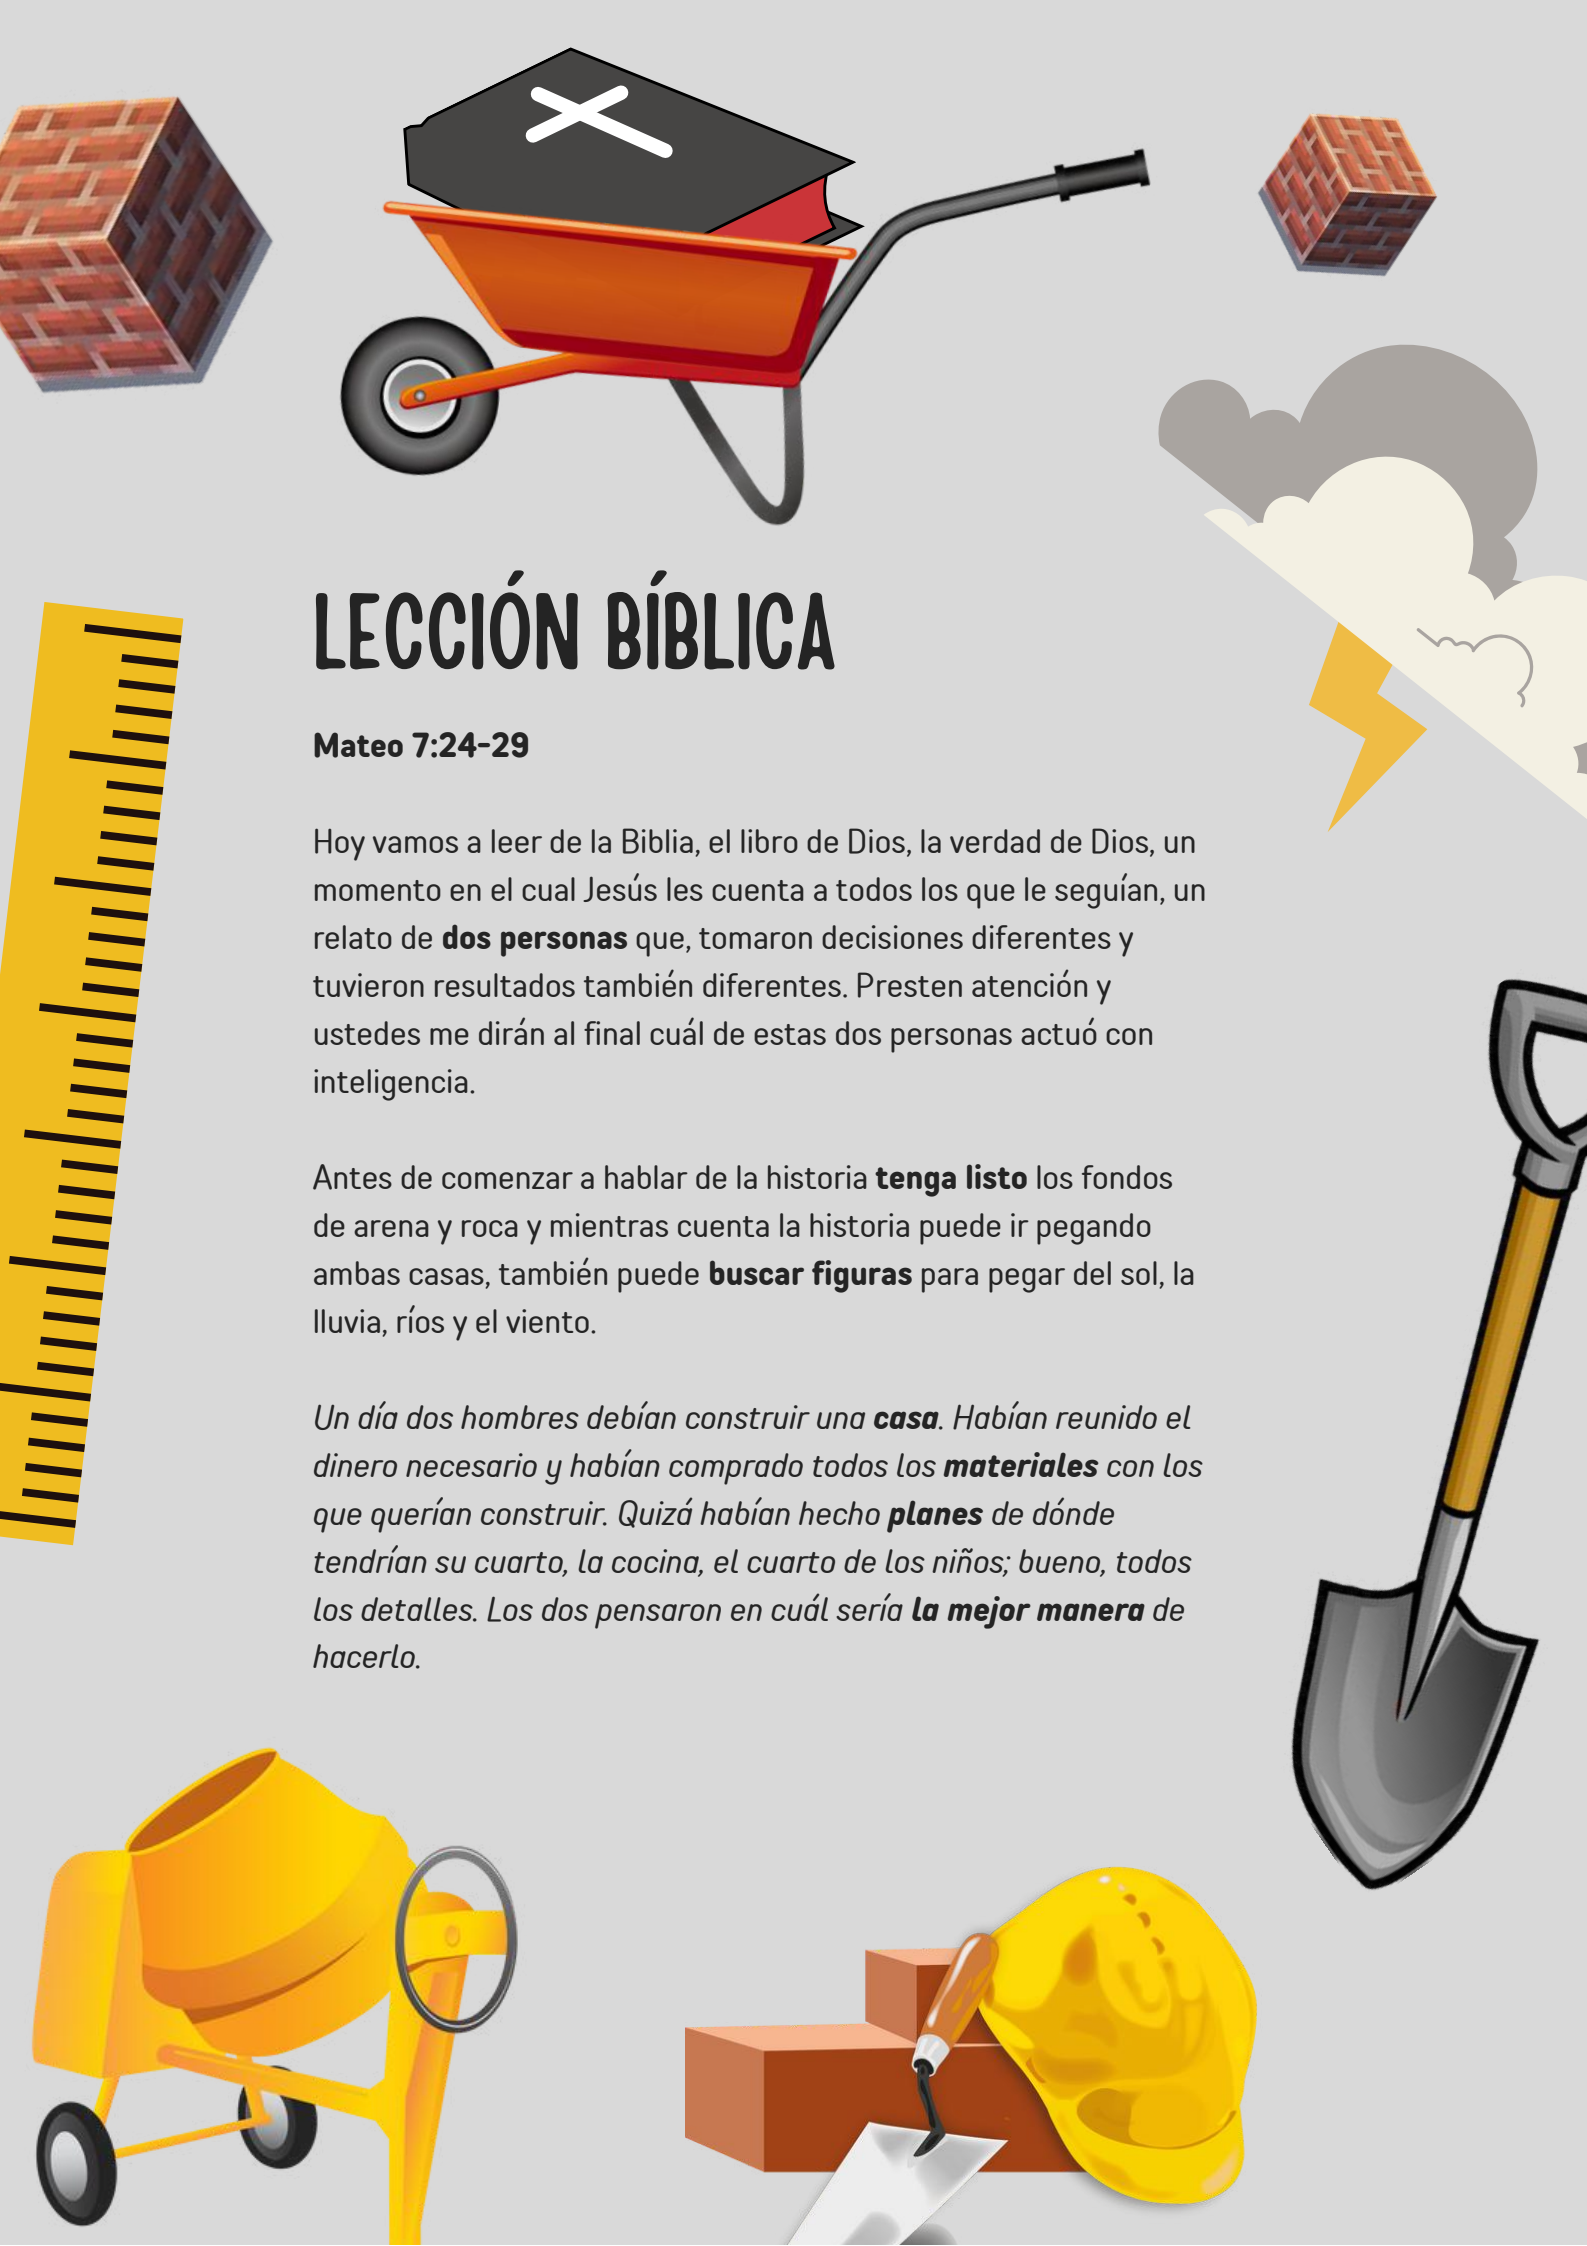 LECCIÓN BÍBLICA
Mateo 7:24-29
Hoy vamos a leer de la Biblia, el libro de Dios, la verdad de Dios, un
momento en el cual Jesús les cuenta a todos los que le seguían, un
relato de dos personas que, tomaron decisiones diferentes y
tuvieron resultados también diferentes. Presten atención y
ustedes me dirán al final cuál de estas dos personas actuó con
inteligencia.
Antes de comenzar a hablar de la historia tenga listo los fondos
de arena y roca y mientras cuenta la historia puede ir pegando
ambas casas, también puede buscar figuras para pegar del sol, la
lluvia, ríos y el viento.
Un día dos hombres debían construir una casa. Habían reunido el
dinero necesario y habían comprado todos los materiales con los
que querían construir. Quizá habían hecho planes de dónde
tendrían su cuarto, la cocina, el cuarto de los niños; bueno, todos
los detalles. Los dos pensaron en cuál sería la mejor manera de
hacerlo.